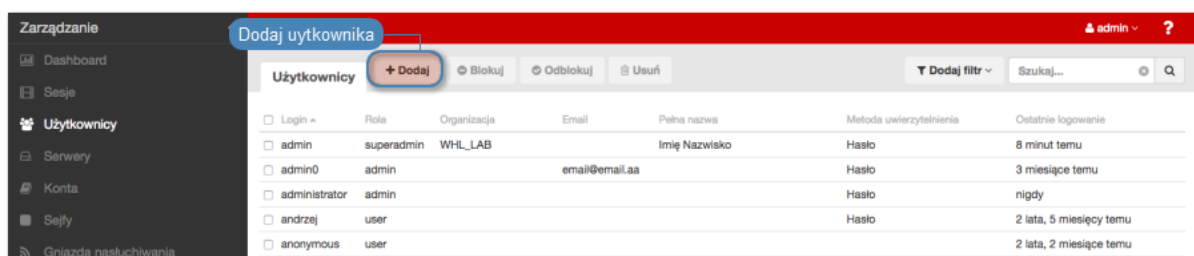 Zarządzanie
admin
?
Dodaj uytkownika
Dashboard
Sesje
Użytkownicy
Serwery
Konta
Sejfy
Gniazda nasłuchiwania
Użytkownicy
+ Dodaj
Blokuj
Odblokuj
Usuń
Dodaj filtr
Szukaj...
Login Rola Organizacja Email Pełna nazwa Metoda uwierzytelnienia Ostatnie logowanie
admin superadmin WHL_LAB Imię Nazwisko Hasło 8 minut temu
admin0 admin email@email.aa Hasło 3 miesiące temu
administrator admin Hasło nigdy
andrzej user Hasło 2 lata, 5 miesięcy temu
anonymous user 2 lata, 2 miesiące temu